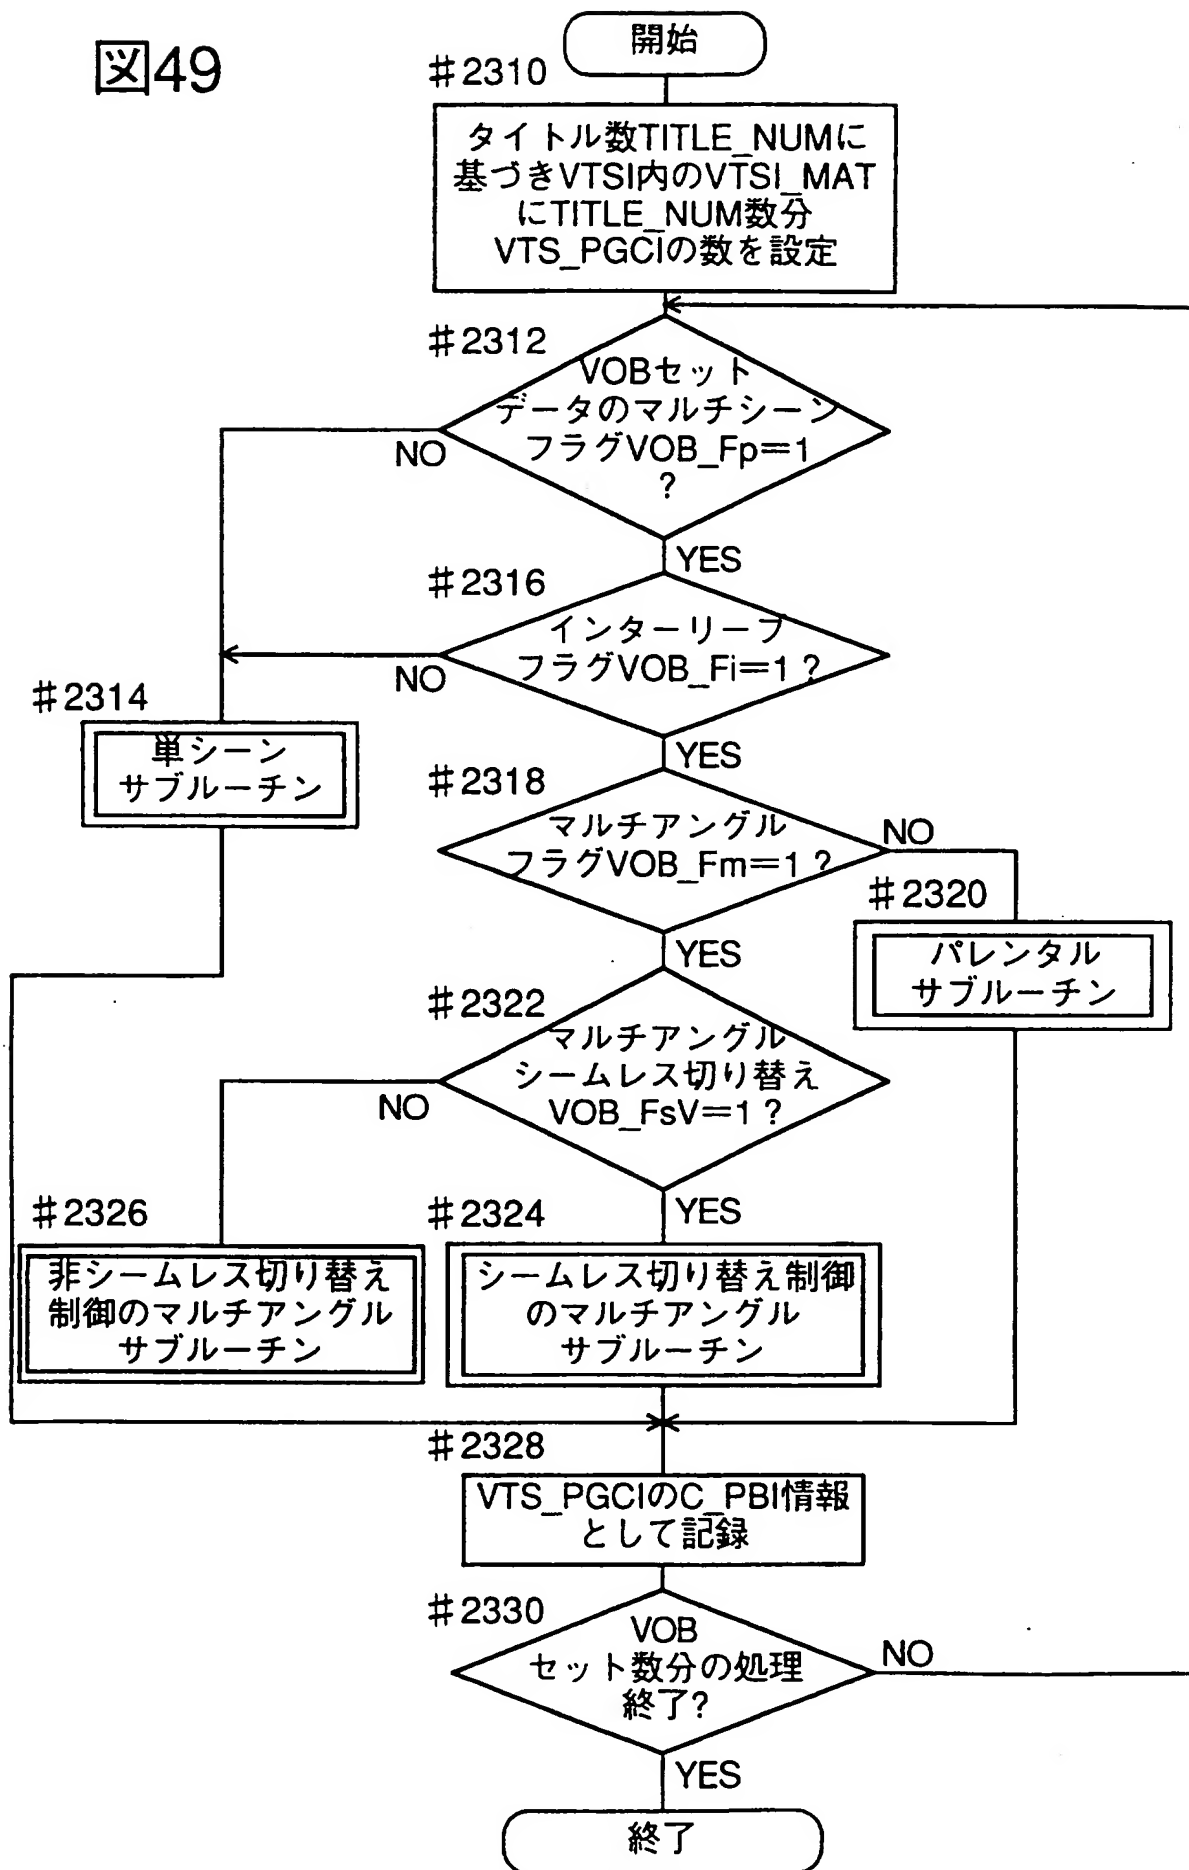 図49
開始
#2310
タイトル数TITLE_NUMに
基づきVTSI内のVTSI_MAT
にTITLE_NUM数分
VTS_PGCIの数を設定
#2312
VOBセット
データのマルチシーン
フラグVOB_Fp=1
?
NO
YES
#2316
インターリーブ
フラグVOB_Fi=1?
NO
YES
#2314
単シーン
サブルーチン
#2318
マルチアングル
フラグVOB_Fm=1?
NO
YES
#2320
パレンタル
サブルーチン
#2322
マルチアングル
シームレス切り替え
VOB_FsV=1?
NO
YES
#2326
非シームレス切り替え
制御のマルチアングル
サブルーチン
#2324
シームレス切り替え制御
のマルチアングル
サブルーチン
#2328
VTS_PGCIのC_PBI情報
として記録
#2330
VOB
セット数分の処理
終了?
NO
YES
終了